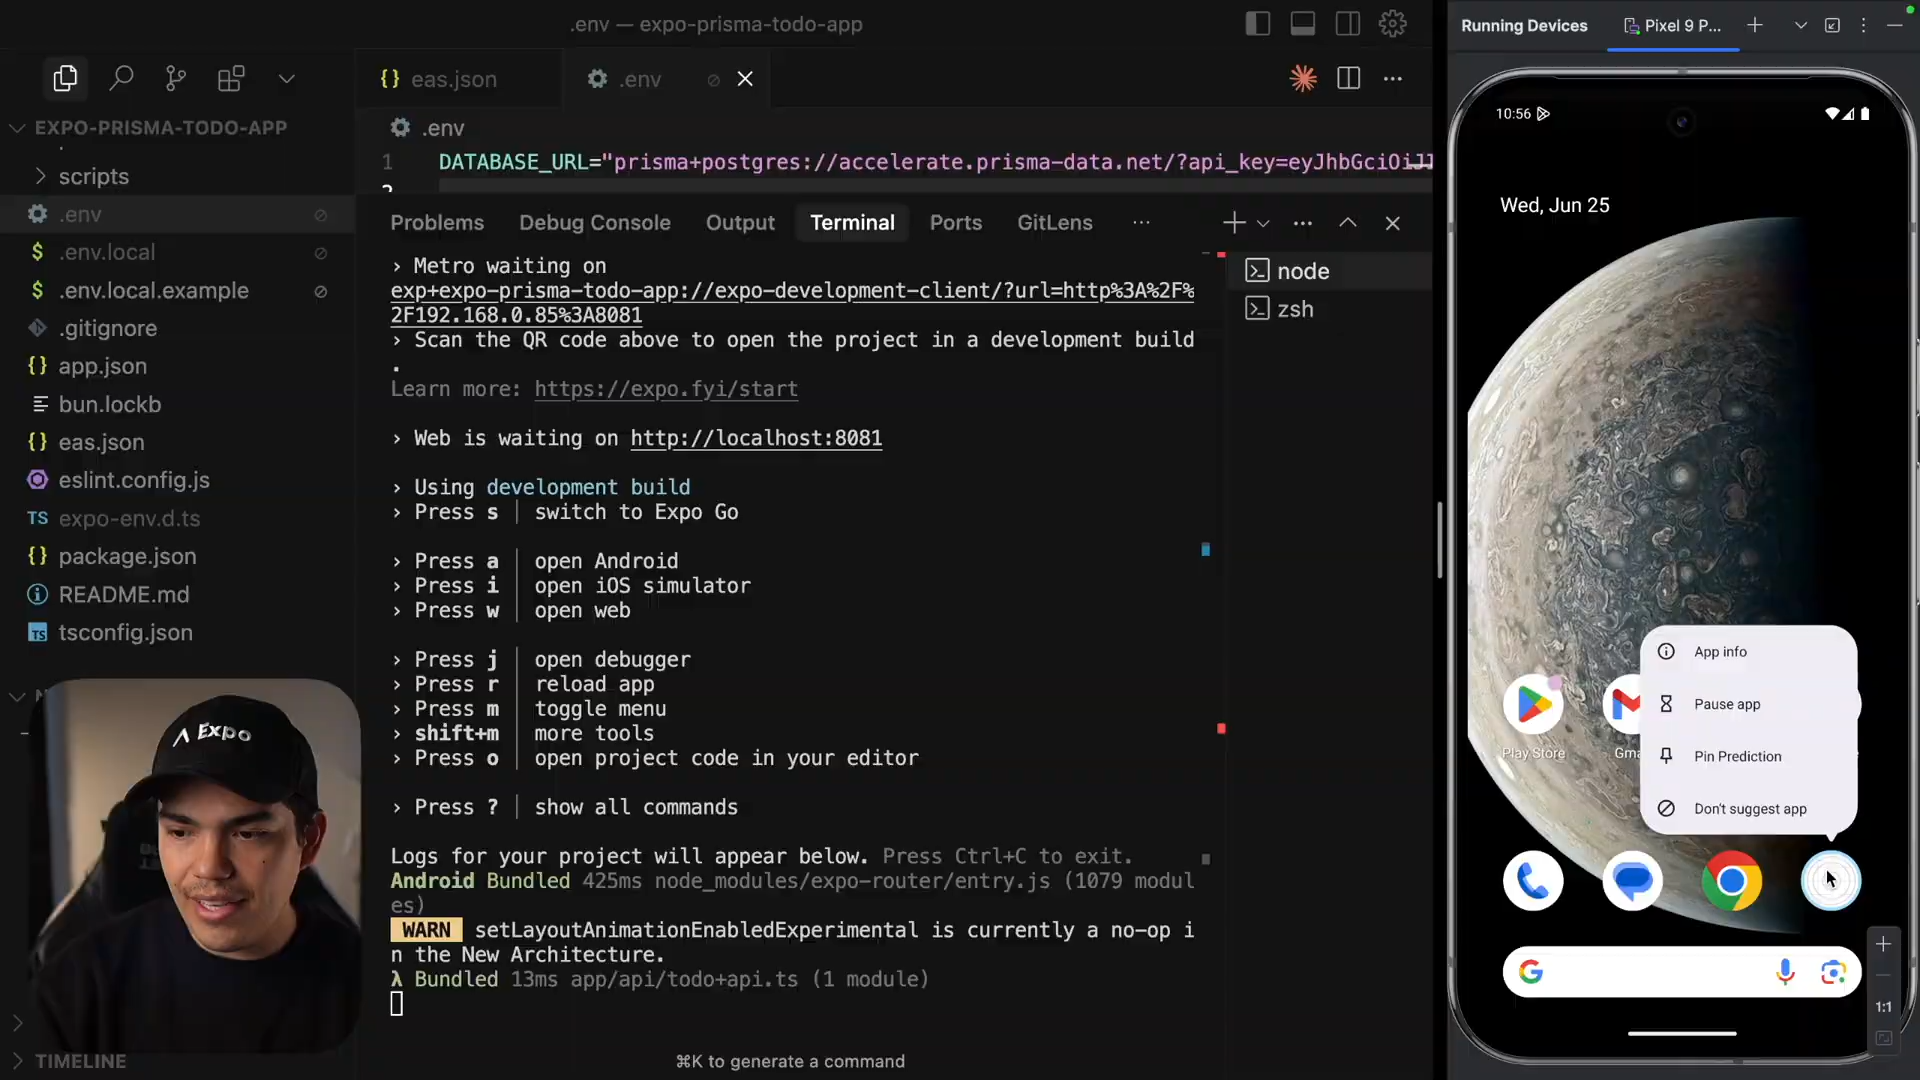 .env — expo-prisma-todo-app
EXPO-PRISMA-TODO-APP
scripts
.env
.env.local
.env.local.example
.gitignore
app.json
bun.lockb
eas.json
eslint.config.js
TS expo-env.d.ts
package.json
README.md
TS tsconfig.json
TIMELINE
Expo
eas.json
.env
.env
1 DATABASE_URL="prisma+postgres://accelerate.prisma-data.net/?api_key=
2
Problems Debug Console Output Terminal Ports GitLens
› Metro waiting on
exp+expo-prisma-todo-app://expo-development-client/?url=http%3A%2F%
2F192.168.0.85%3A8081
› Scan the QR code above to open the project in a development build
.
Learn more: https://expo.fyi/start
› Web is waiting on http://localhost:8081
› Using development build
› Press s │ switch to Expo Go
› Press a │ open Android
› Press i │ open iOS simulator
› Press w │ open web
› Press j │ open debugger
› Press r │ reload app
› Press m │ toggle menu
› shift+m │ more tools
› Press o │ open project code in your editor
› Press ? │ show all commands
Logs for your project will appear below. Press Ctrl+C to exit.
Android Bundled 425ms node_modules/expo-router/entry.js (1079 modul
es)
WARN setLayoutAnimationEnabledExperimental is currently a no-op i
n the New Architecture.
λ Bundled 13ms app/api/todo+api.ts (1 module)
⌘K to generate a command
node
zsh
Running Devices Pixel 9 P...
10:56
Wed, Jun 25
App info
Pause app
Pin Prediction
Don't suggest app
Play Store
Gma
1:1